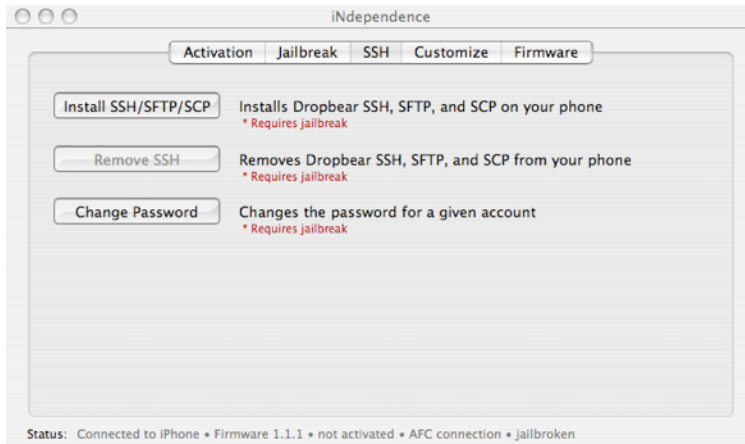 iNdependence
Activation Jailbreak SSH Customize Firmware
Install SSH/SFTP/SCP Installs Dropbear SSH, SFTP, and SCP on your phone
* Requires jailbreak
Remove SSH Removes Dropbear SSH, SFTP, and SCP from your phone
* Requires jailbreak
Change Password Changes the password for a given account
* Requires jailbreak
Status: Connected to iPhone • Firmware 1.1.1 • not activated • AFC connection • jailbroken